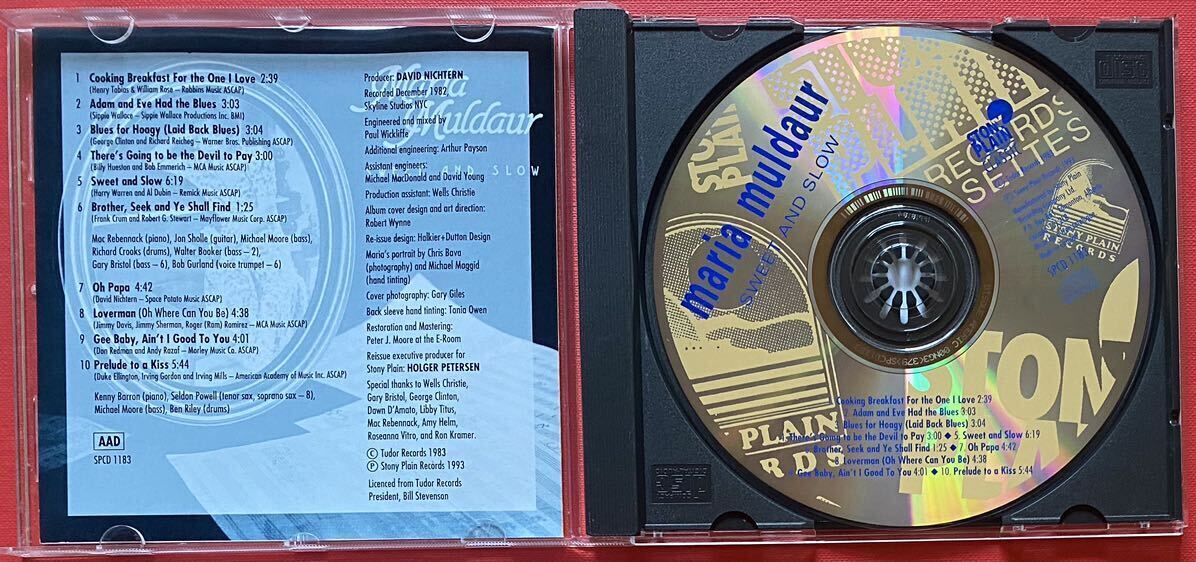 1 Cooking Breakfast For the One I Love 2:39
(Henry Tobias & William Rose – Robbins Music ASCAP)
2 Adam and Eve Had the Blues 3:03
(Sippie Wallace – Sippie Wallace Productions Inc. BMI)
3 Blues for Hoagy (Laid Back Blues) 3:04
(George Clinton and Richard Reicheg – Warner Bros. Publishing ASCAP)
4 There's Going to be the Devil to Pay 3:00
(Billy Hueston and Bob Emmerich – MCA Music ASCAP)
5 Sweet and Slow 6:19
(Harry Warren and Al Dubin – Remick Music ASCAP)
6 Brother, Seek and Ye Shall Find 1:25
(Frank Crum and Robert G. Stewart – Mayflower Music Corp. ASCAP)
Mac Rebennack (piano), Jon Sholle (guitar), Michael Moore (bass),
Richard Crooks (drums), Walter Booker (bass – 2),
Gary Bristol (bass – 6), Bob Gurland (voice trumpet – 6)
7 Oh Papa 4:42
(David Nichtern – Space Potato Music ASCAP)
8 Loverman (Oh Where Can You Be) 4:38
(Jimmy Davis, Jimmy Sherman, Roger (Ram) Ramirez – MCA Music ASCAP)
9 Gee Baby, Ain't I Good To You 4:01
(Don Redman and Andy Razaf – Morley Music Co. ASCAP)
10 Prelude to a Kiss 5:44
(Duke Ellington, Irving Gordon and Irving Mills – American Academy of Music Inc. ASCAP)
Kenny Barron (piano), Seldon Powell (tenor sax, soprano sax – 8),
Michael Moore (bass), Ben Riley (drums)
AAD
SPCD 1183
Maria
Muldaur
AND SLOW
Producer: DAVID NICHTERN
Recorded December 1982
Skyline Studios NYC
Engineered and mixed by
Paul Wickliffe
Additional engineering: Arthur Payson
Assistant engineers:
Michael MacDonald and David Young
Production assistant: Wells Christie
Album cover design and art direction:
Robert Wynne
Re-issue design: Halkier+Dutton Design
Maria's portrait by Chris Bava
(photography) and Michael Maggid
(hand tinting)
Cover photography: Gary Giles
Back sleeve hand tinting: Tania Owen
Restoration and Mastering:
Peter J. Moore at the E-Room
Reissue executive producer for
Stony Plain: HOLGER PETERSEN
Special thanks to Wells Christie,
Gary Bristol, George Clinton,
Dawn D'Amato, Libby Titus,
Mac Rebennack, Amy Helm,
Roseanna Vitro, and Ron Kramer.
© Tudor Records 1983
℗ Stony Plain Records 1993
Licenced from Tudor Records
President, Bill Stevenson
maria muldaur
SWEET AND SLOW
STONY
PLAIN
RECORDS
STONY PLAIN
RECORDS
SPCD 1183
STON
PLAIN
RDS
Cooking Breakfast For the One I Love 2:39
2. Adam and Eve Had the Blues 3:03
Blues for Hoagy (Laid Back Blues) 3:04
There's Going to be the Devil to Pay 3:00 ◆ 5. Sweet and Slow 6:19
Brother, Seek and Ye Shall Find 1:25 ◆ 7. Oh Papa 4:42
Loverman (Oh Where Can You Be) 4:38
Gee Baby, Ain't I Good To You 4:01 ◆ 10. Prelude to a Kiss 5:44